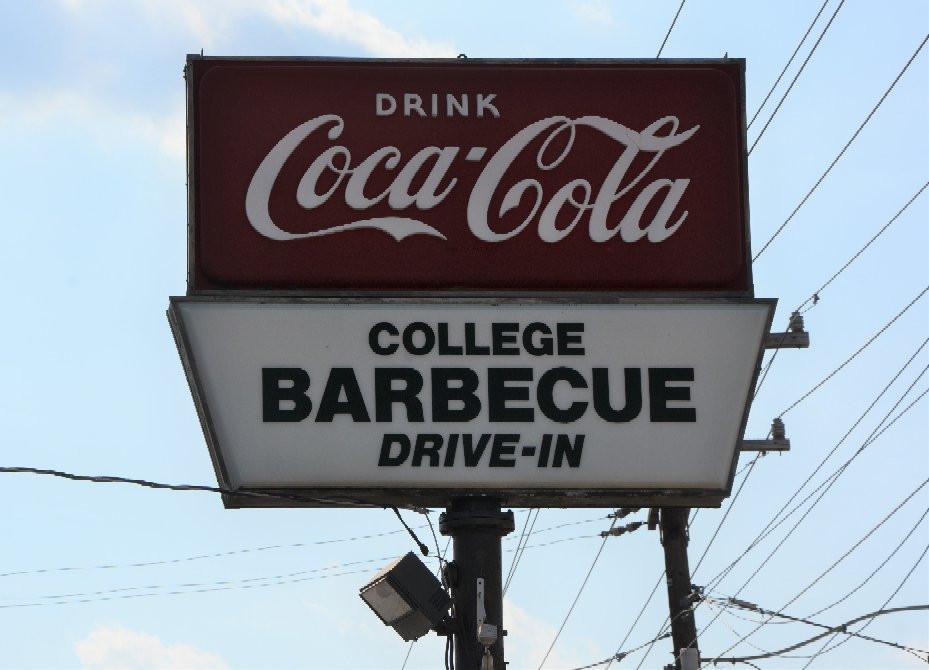 DRINK
Coca-Cola
COLLEGE
BARBECUE
DRIVE-IN